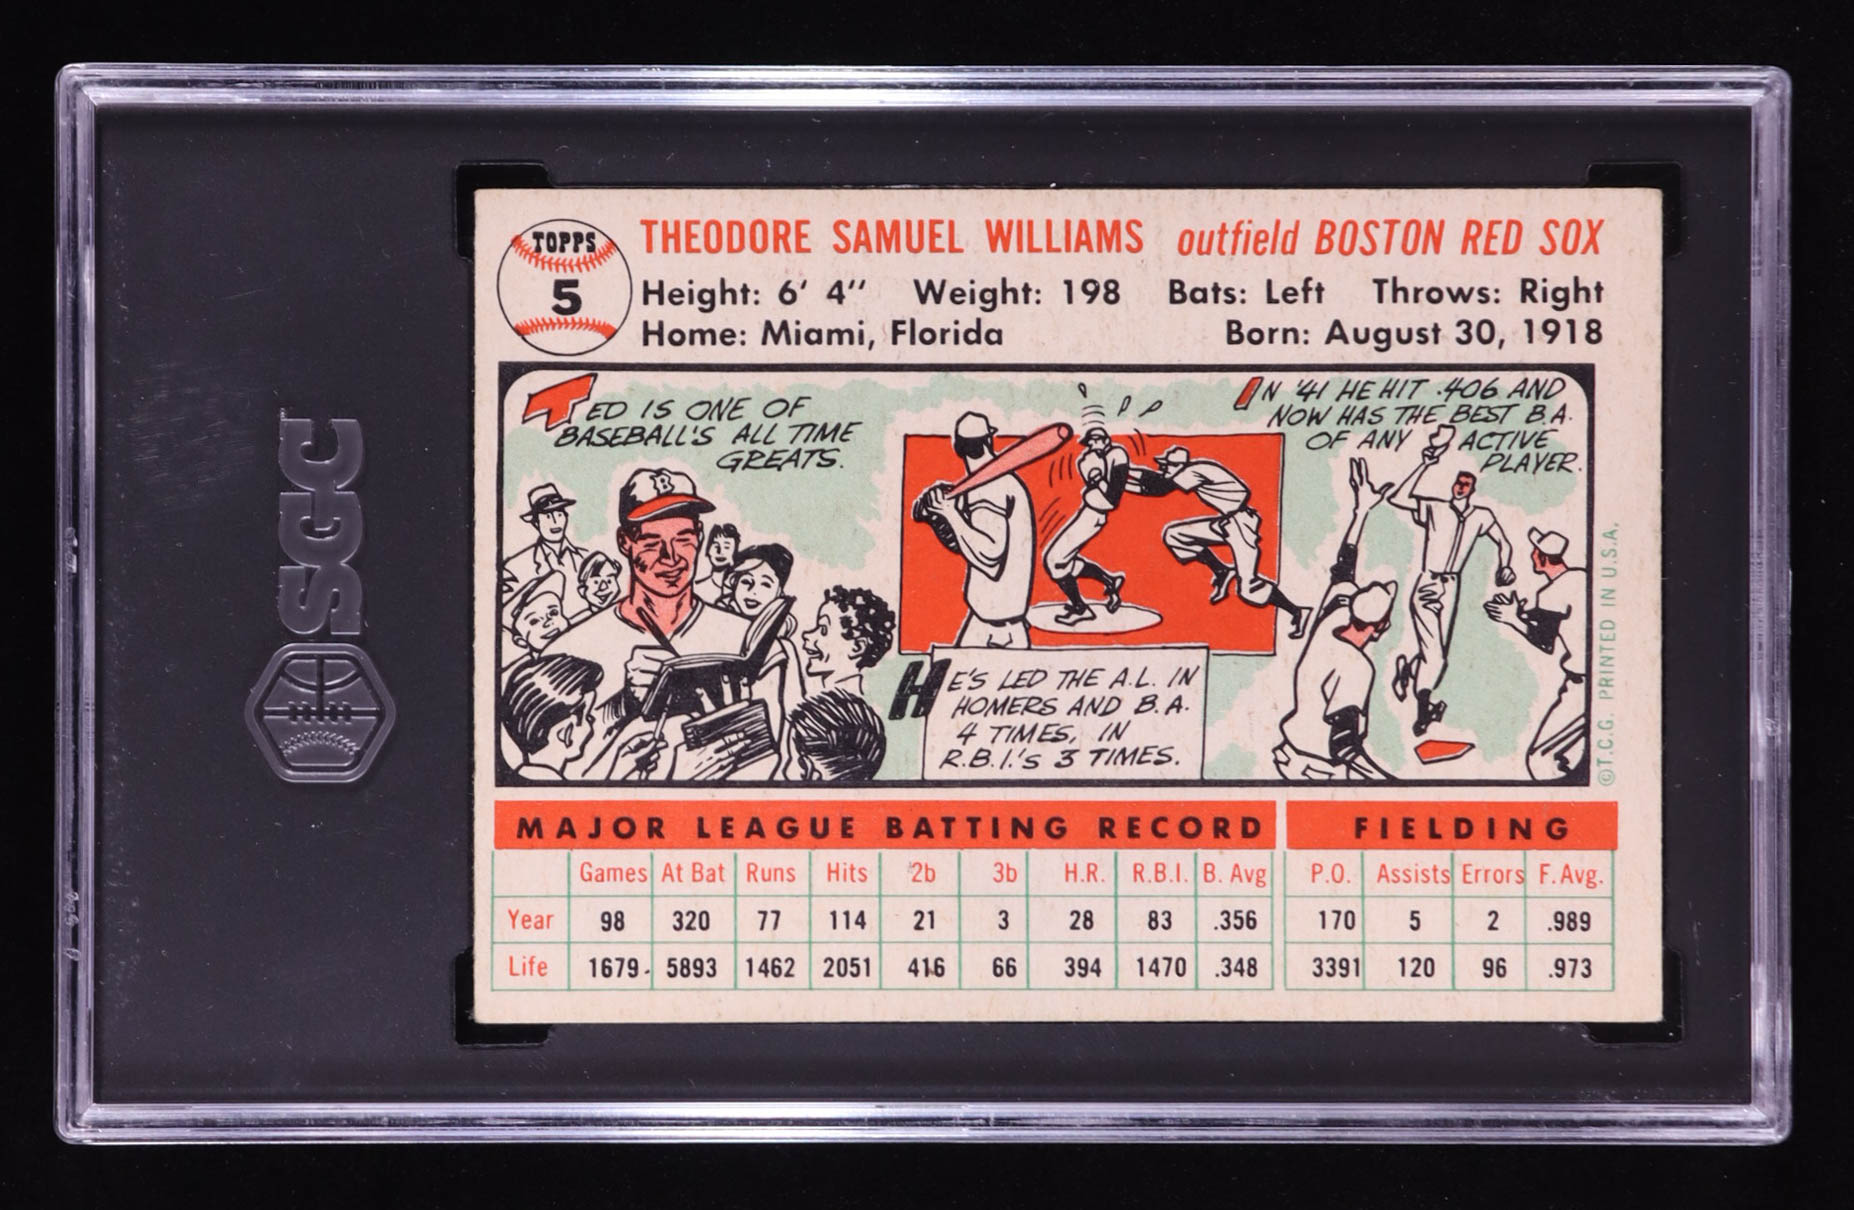 SGC
TOPPS
5
THEODORE SAMUEL WILLIAMS outfield BOSTON RED SOX
Height: 6' 4" Weight: 198 Bats: Left Throws: Right
Home: Miami, Florida Born: August 30, 1918
TED IS ONE OF
BASEBALL'S ALL TIME
GREATS.
B
IN '41 HE HIT .406 AND
NOW HAS THE BEST B.A.
OF ANY ACTIVE
PLAYER.
HE'S LED THE A.L. IN
HOMERS AND B.A.
4 TIMES, IN
R.B.I.'S 3 TIMES.
©T.C.G. PRINTED IN U.S.A.
MAJOR LEAGUE BATTING RECORD FIELDING
Games At Bat Runs Hits 2b 3b H.R. R.B.I. B. Avg P.O. Assists Errors F. Avg.
Year 98 320 77 114 21 3 28 83 .356 170 5 2 .989
Life 1679 5893 1462 2051 416 66 394 1470 .348 3391 120 96 .973